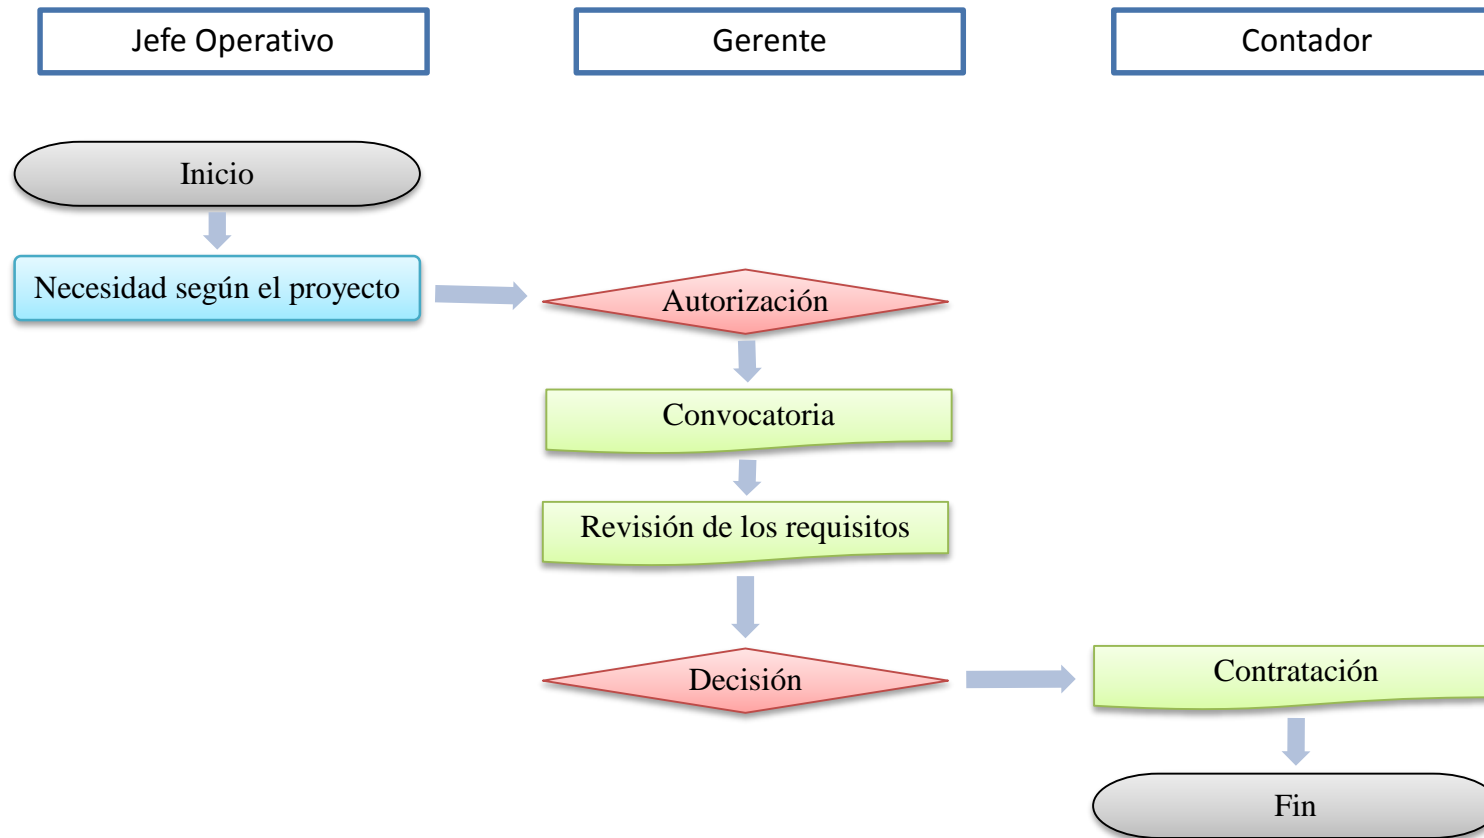 Jefe Operativo
Gerente
Contador
Inicio
Necesidad según el proyecto
Autorización
Convocatoria
Revisión de los requisitos
Decisión
Contratación
Fin